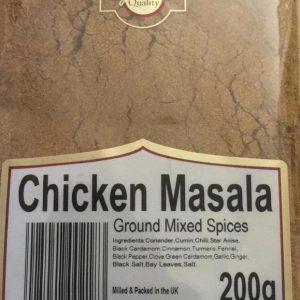 Quality
Chicken Masala
Ground Mixed Spices
Ingredients:Coriander,Cumin,Chilli,Star Anise,
Black Cardamom,Cinnamon,Turmeric,Fennel,
Black Pepper,Clove,Green Cardamom,Garlic,Ginger,
Black Salt,Bay Leaves,Salt.
Milled & Packed in the UK
200g